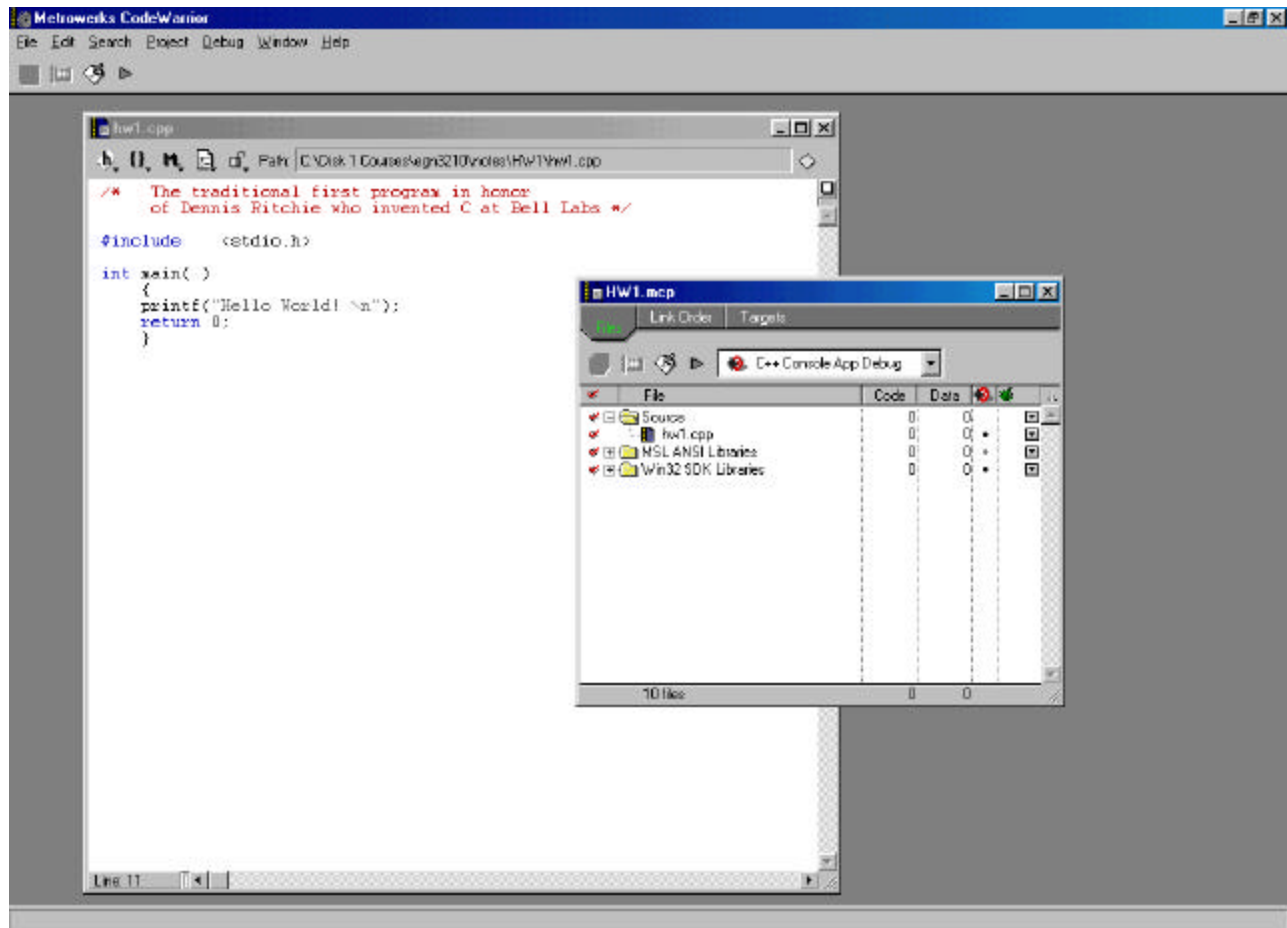 Metrowerks CodeWarrior
File Edit Search Project Debug Window Help
hw1.cpp
Path: C:\Disk 1 Courses\egn3210\notes\HW1\hw1.cpp
/* The traditional first program in honor
of Dennis Ritchie who invented C at Bell Labs */
#include <stdio.h>
int main( )
{
printf("Hello World! \n");
return 0;
}
Line: 11
HW1.mcp
Files Link Order Targets
C++ Console App Debug
File Code Data
Source 0 0
hw1.cpp 0 0
MSL ANSI Libraries 0 0
Win32 SDK Libraries 0 0
10 files 0 0